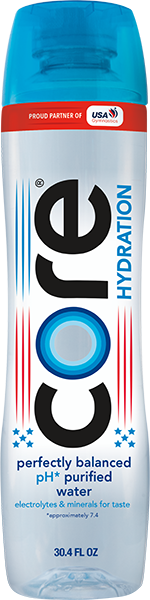 PROUD PARTNER OF USA
Gymnastics
core®
HYDRATION
perfectly balanced
pH* purified
water
electrolytes & minerals for taste
*approximately 7.4
30.4 FL OZ